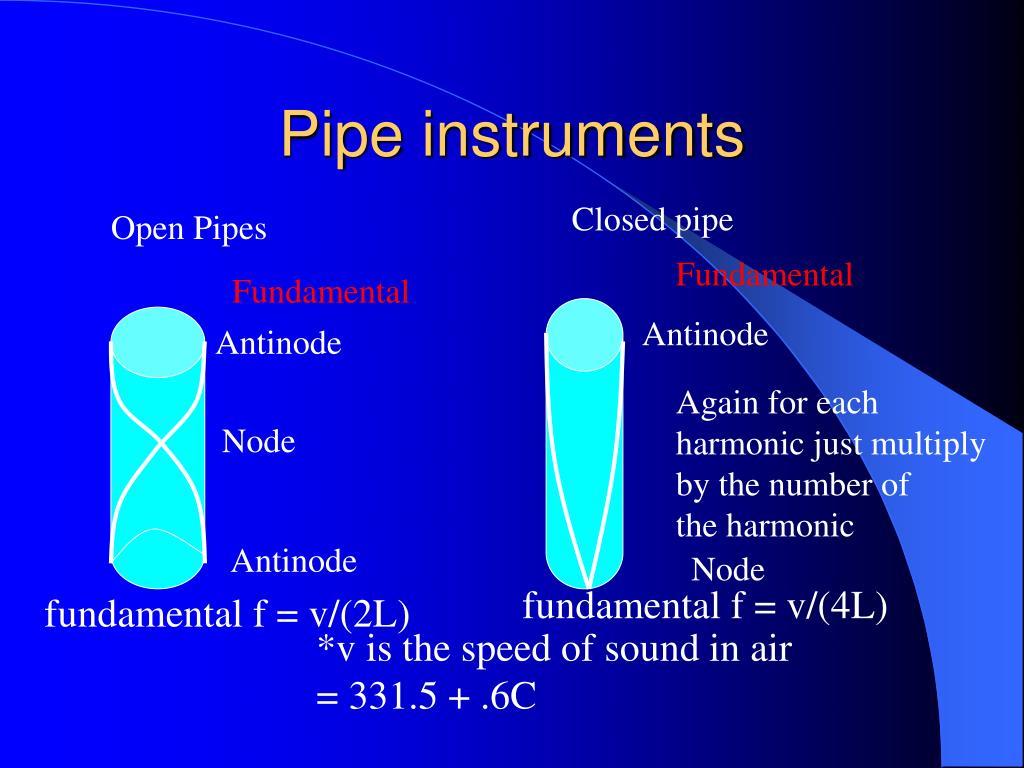 Pipe instruments
Open Pipes
Fundamental
Antinode
Node
Antinode
fundamental f = v/(2L)
Closed pipe
Fundamental
Antinode
Again for each
harmonic just multiply
by the number of
the harmonic
Node
fundamental f = v/(4L)
*v is the speed of sound in air
= 331.5 + .6C